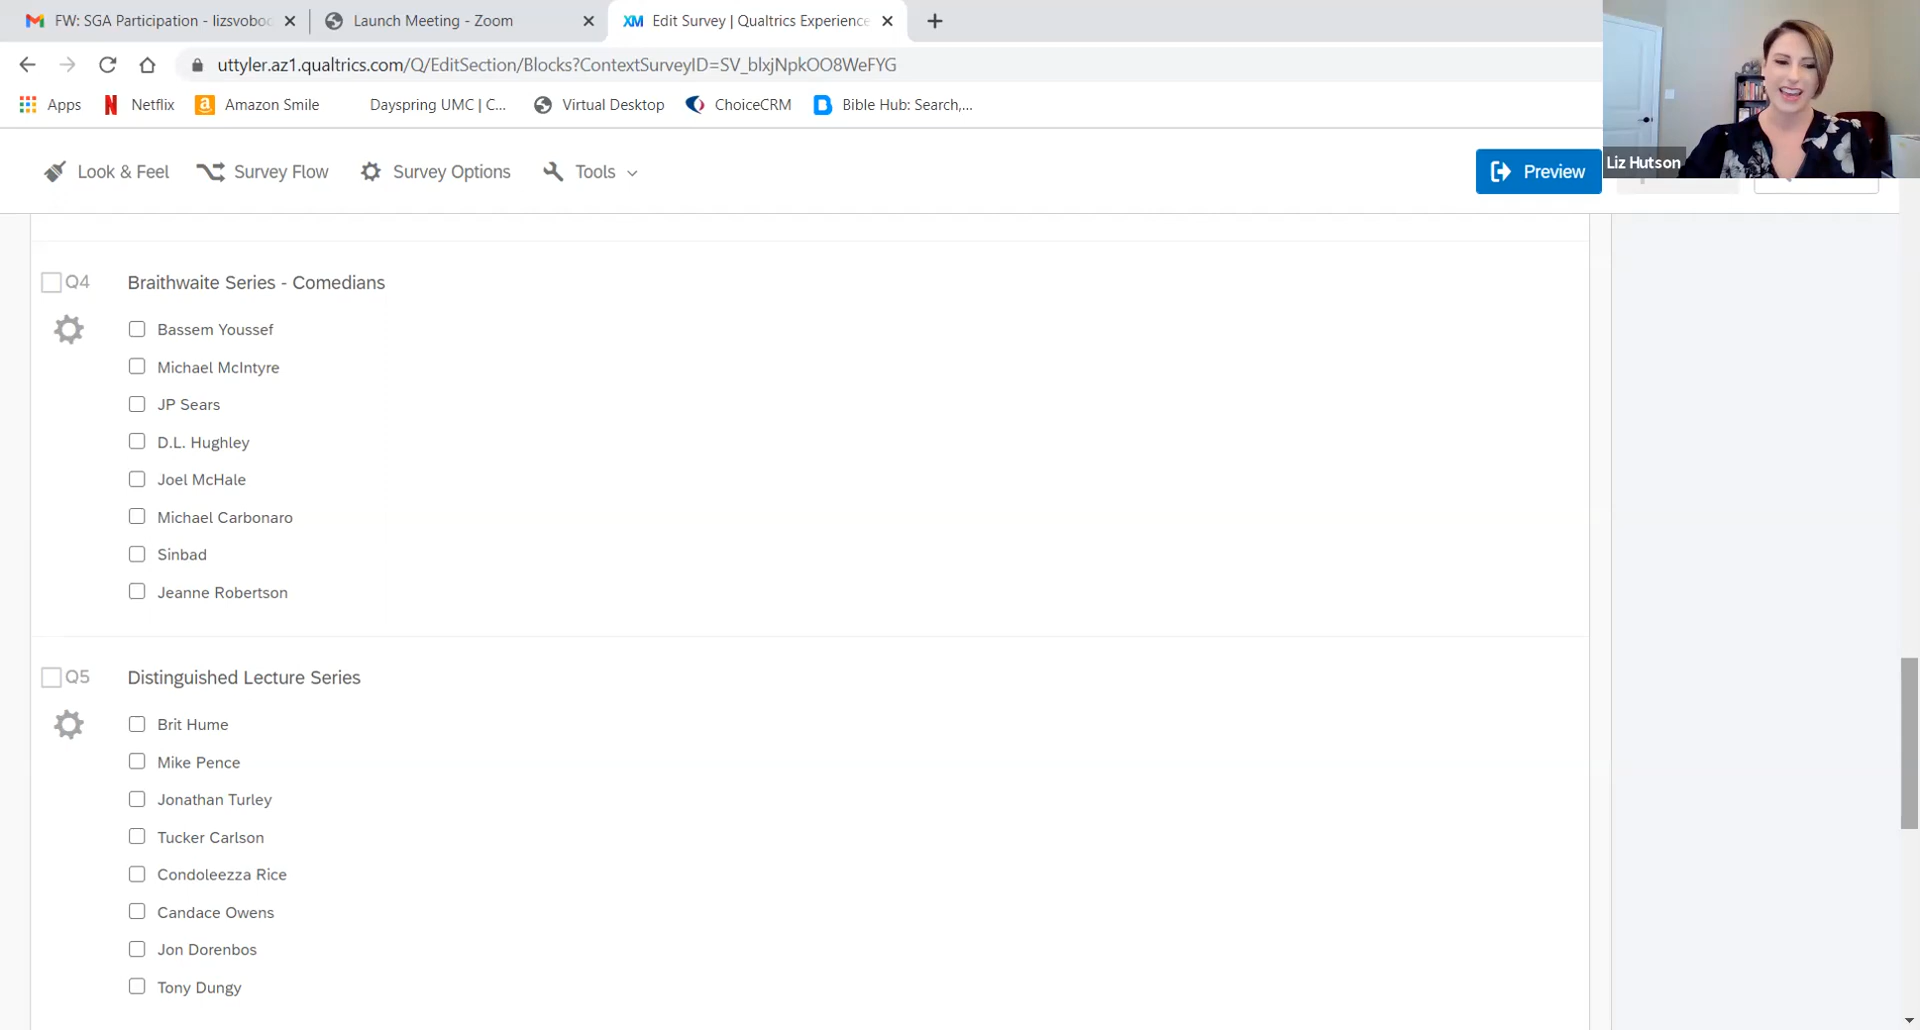 FW: SGA Participation - lizsvobo
Launch Meeting - Zoom
XM Edit Survey | Qualtrics Experience
uttyler.az1.qualtrics.com/Q/EditSection/Blocks?ContextSurveyID=SV_blxjNpkOO8WeFYG
Apps
Netflix
Amazon Smile
Dayspring UMC | C...
Virtual Desktop
ChoiceCRM
Bible Hub: Search,...
Look & Feel
Survey Flow
Survey Options
Tools
Preview
Liz Hutson
Q4 Braithwaite Series - Comedians
Bassem Youssef
Michael McIntyre
JP Sears
D.L. Hughley
Joel McHale
Michael Carbonaro
Sinbad
Jeanne Robertson
Q5 Distinguished Lecture Series
Brit Hume
Mike Pence
Jonathan Turley
Tucker Carlson
Condoleezza Rice
Candace Owens
Jon Dorenbos
Tony Dungy